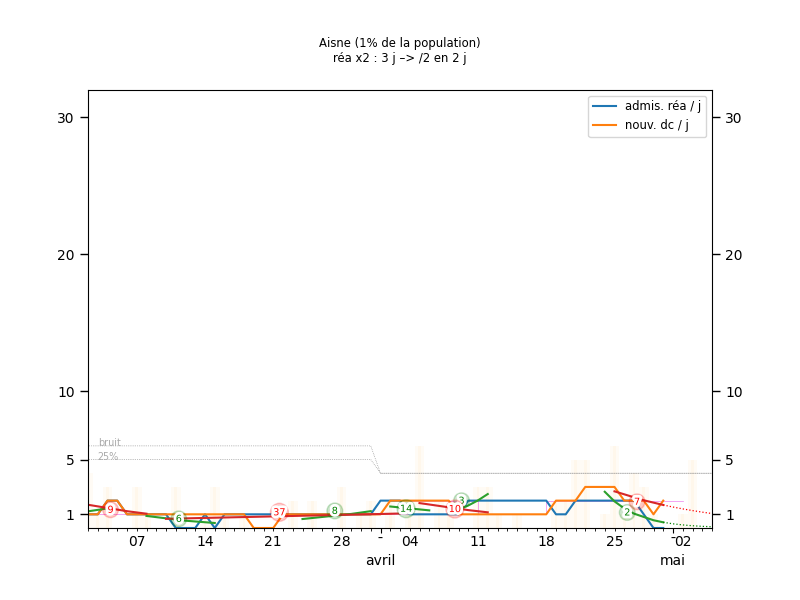 Aisne (1% de la population)
réa x2 : 3 j –> /2 en 2 j
admis. réa / j
nouv. dc / j
30 30
20 20
10 10
bruit
25%
5 5
1 1
9 6 37 8 14 3 10 2 7
07 14 21 28 - 04 11 18 25 - 02
avril mai